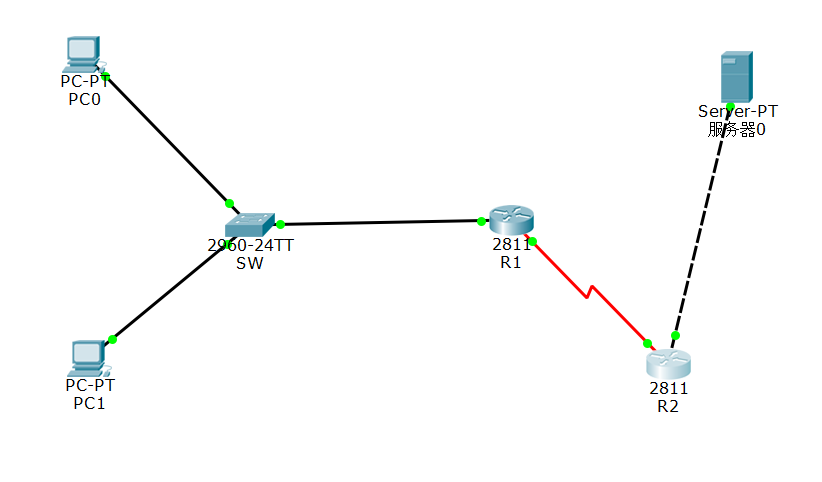 PC-PT
PC0
Server-PT
服务器0
2960-24TT
SW
2811
R1
PC-PT
PC1
2811
R2